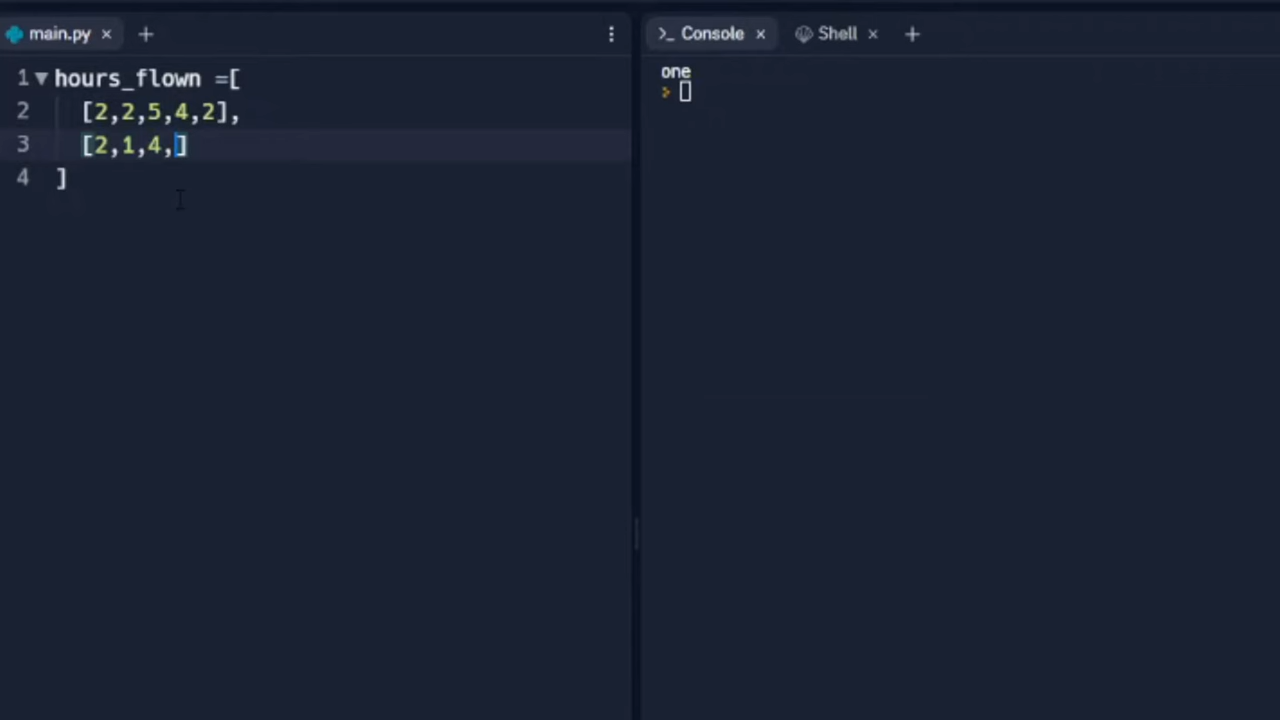 main.py × +
1 hours_flown =[
2 [2,2,5,4,2],
3 [2,1,4,]
4 ]
>_ Console × Shell × +
one
>